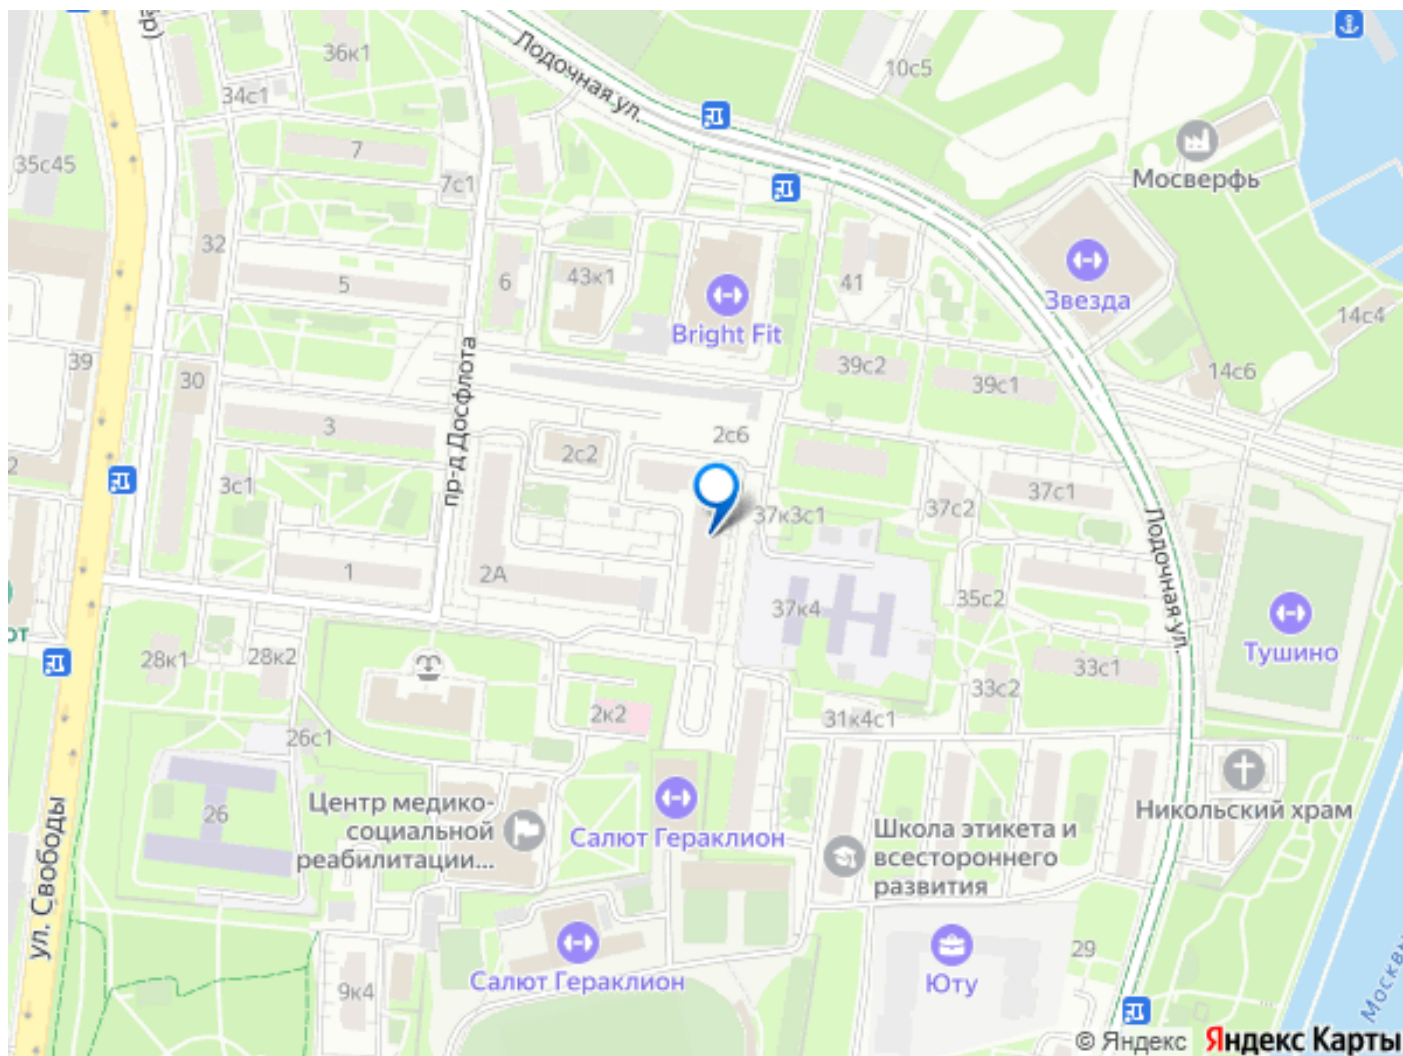 36к1
Лодочная ул.
10с5
34с1
35с45
7
7с1
Мосверфь
32
6
43к1
41
5
Bright Fit
Звезда
14с4
39
30
пр-д Досфлота
39с2
39с1
14с6
3
2с6
2с2
3с1
37к3с1
37с2
37с1
Лодочная ул.
1
2А
37к4
35с2
Тушино
28к1
28к2
33с1
33с2
2к2
31к4с1
26с1
26
Центр медико-
социальной
реабилитации...
Салют Гераклион
Школа этикета и
всестороннего
развития
Никольский храм
ул. Свободы
Салют Гераклион
9к4
Юту
29
© Яндекс Яндекс Карты